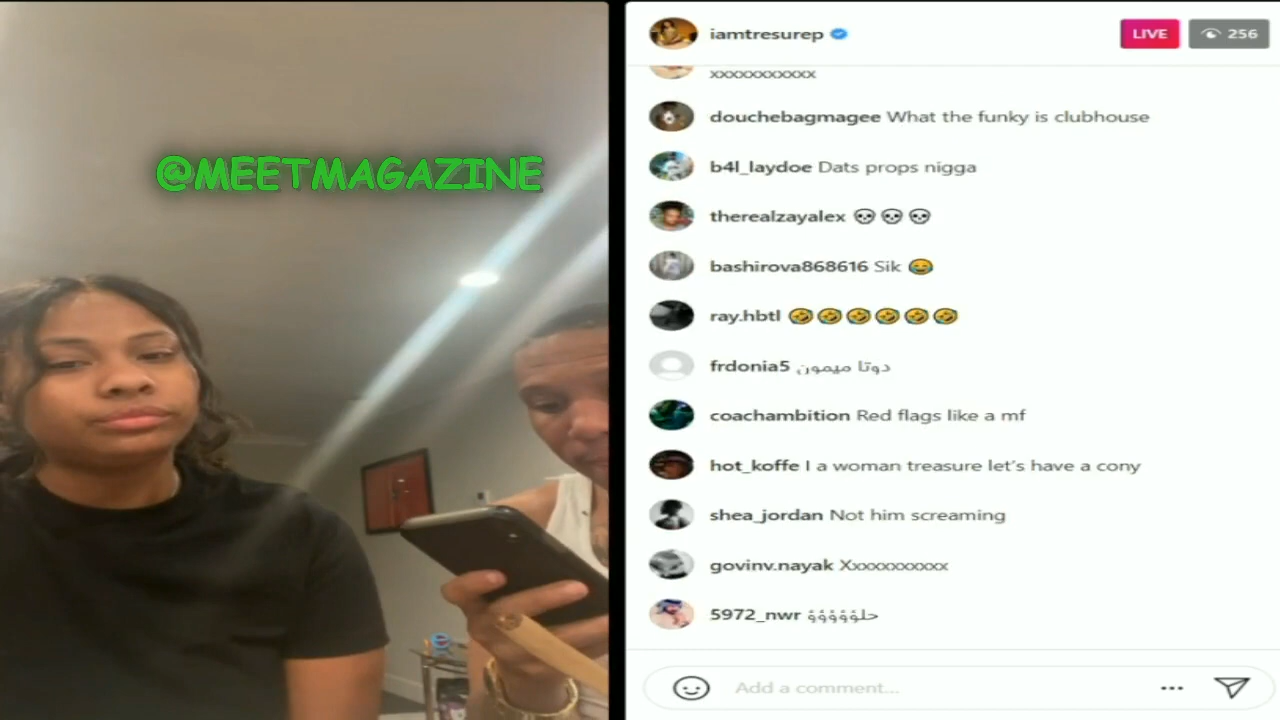 @MEETMAGAZINE
iamtresurep
LIVE
256
xxxxxxxxxxx
douchebagmagee What the funky is clubhouse
b4l_laydoe Dats props nigga
therealzayalex 💀💀💀
bashirova868616 Sik 😂
ray.hbtl 🤣🤣🤣🤣🤣🤣
frdonia5 دوتا میمون
coachambition Red flags like a mf
hot_koffe I a woman treasure let's have a cony
shea_jordan Not him screaming
govinv.nayak Xxxxxxxxxxx
5972_nwr حلۇۇۇۇۇ
Add a comment...